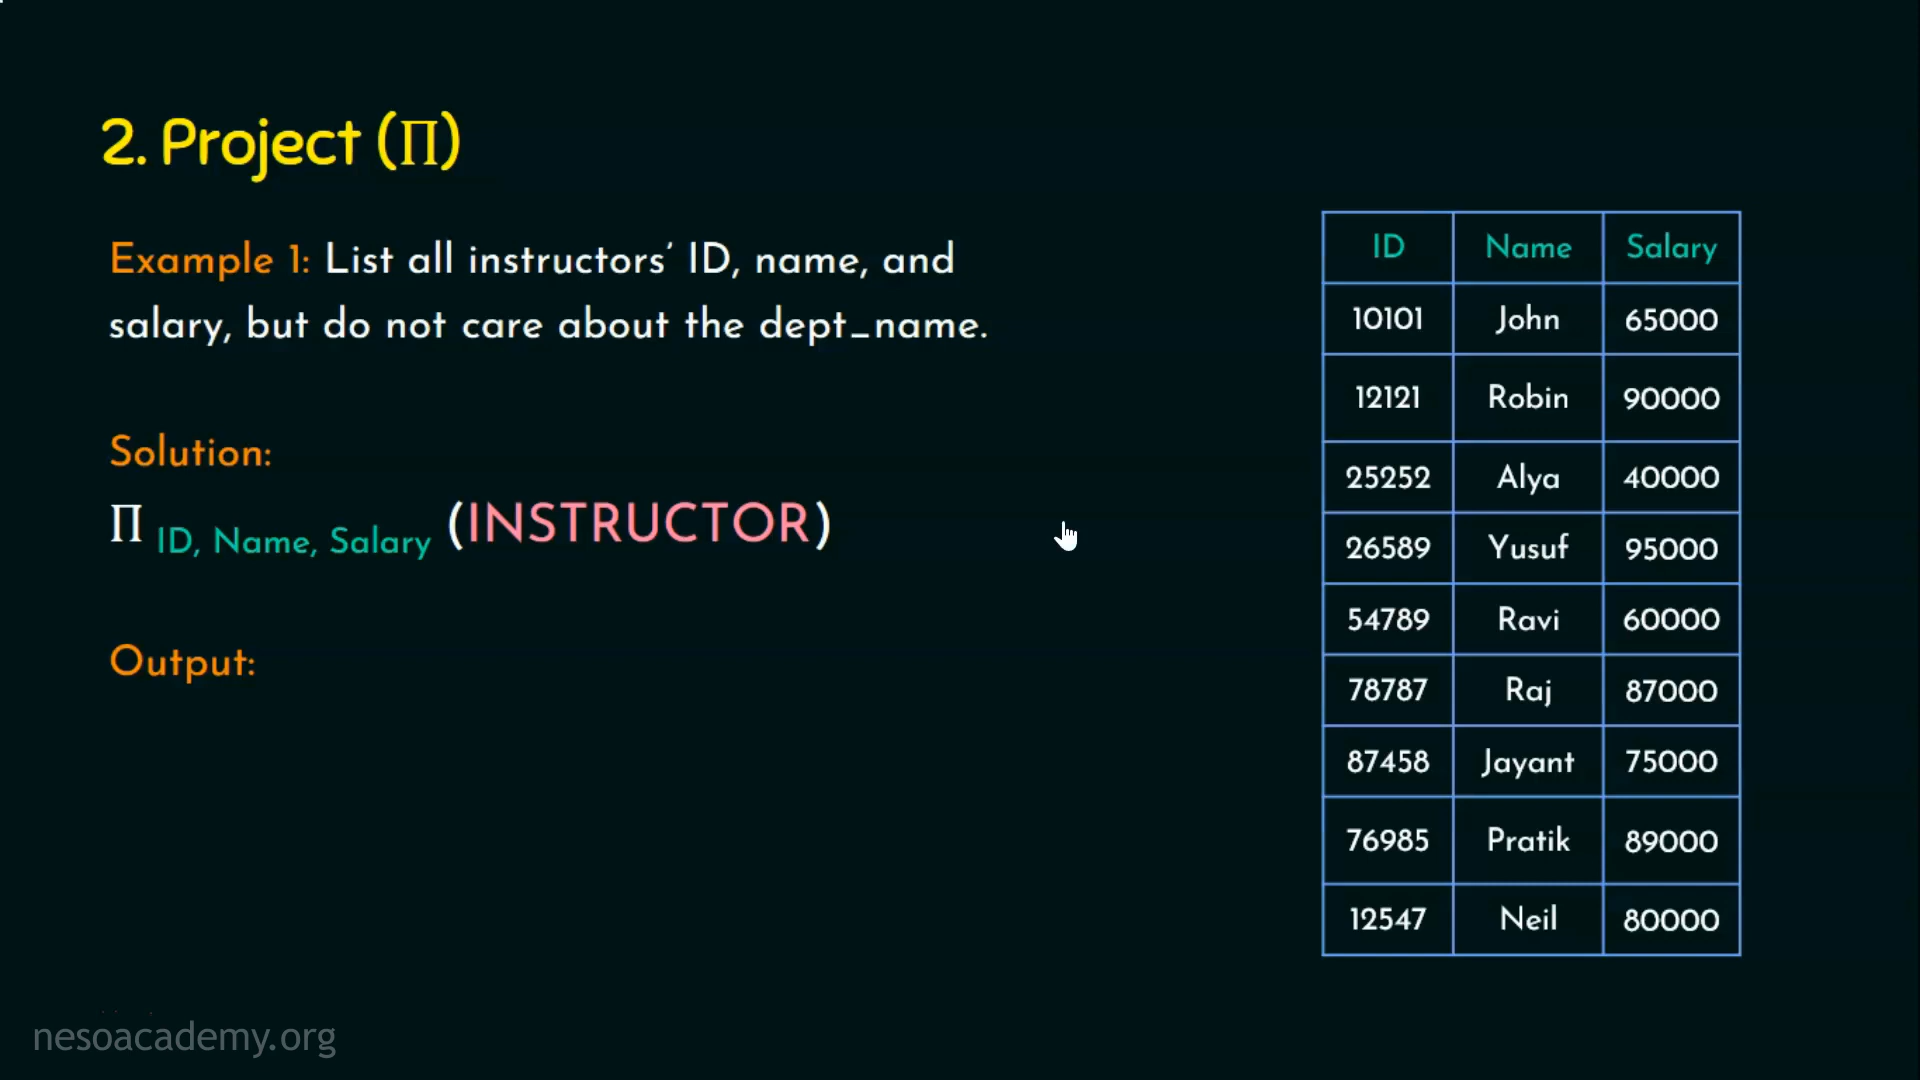 2. Project (Π)
Example 1: List all instructors’ ID, name, and
salary, but do not care about the dept_name.
Solution:
Π ID, Name, Salary (INSTRUCTOR)
Output:
ID Name Salary
10101 John 65000
12121 Robin 90000
25252 Alya 40000
26589 Yusuf 95000
54789 Ravi 60000
78787 Raj 87000
87458 Jayant 75000
76985 Pratik 89000
12547 Neil 80000
nesoacademy.org